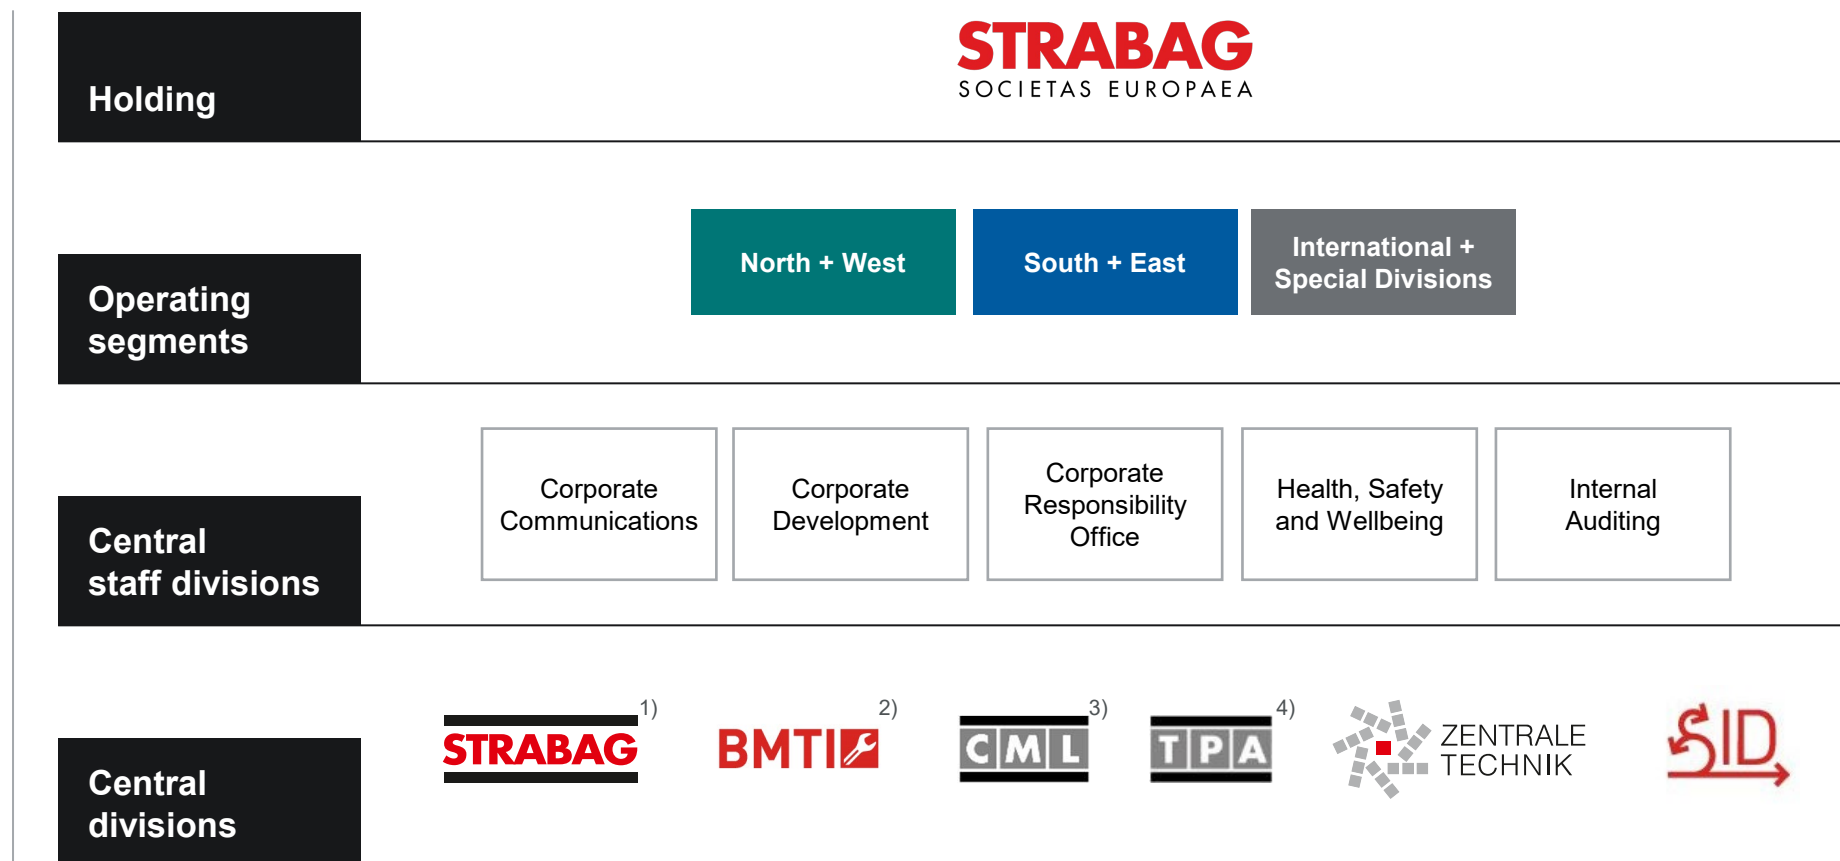 Holding
STRABAG
SOCIETAS EUROPAEA
Operating
segments
North + West
South + East
International +
Special Divisions
Central
staff divisions
Corporate
Communications
Corporate
Development
Corporate
Responsibility
Office
Health, Safety
and Wellbeing
Internal
Auditing
Central
divisions
STRABAG 1)
BMTI 2)
CML 3)
TPA 4)
ZENTRALE
TECHNIK
SID